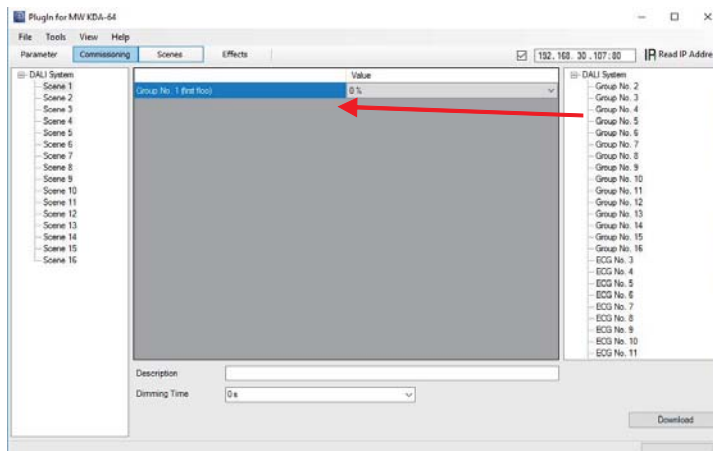 PlugIn for MW KDA-64
File Tools View Help
Parameter Commissioning Scenes Effects 192.168.30.107:80 Read IP Addre
DALI System
Scene 1
Scene 2
Scene 3
Scene 4
Scene 5
Scene 6
Scene 7
Scene 8
Scene 9
Scene 10
Scene 11
Scene 12
Scene 13
Scene 14
Scene 15
Scene 16
Value
Group No. 1 (first floo) 0 %
DALI System
Group No. 2
Group No. 3
Group No. 4
Group No. 5
Group No. 6
Group No. 7
Group No. 8
Group No. 9
Group No. 10
Group No. 11
Group No. 12
Group No. 13
Group No. 14
Group No. 15
Group No. 16
ECG No. 3
ECG No. 4
ECG No. 5
ECG No. 6
ECG No. 7
ECG No. 8
ECG No. 9
ECG No. 10
ECG No. 11
Description
Dimming Time 0 s
Download